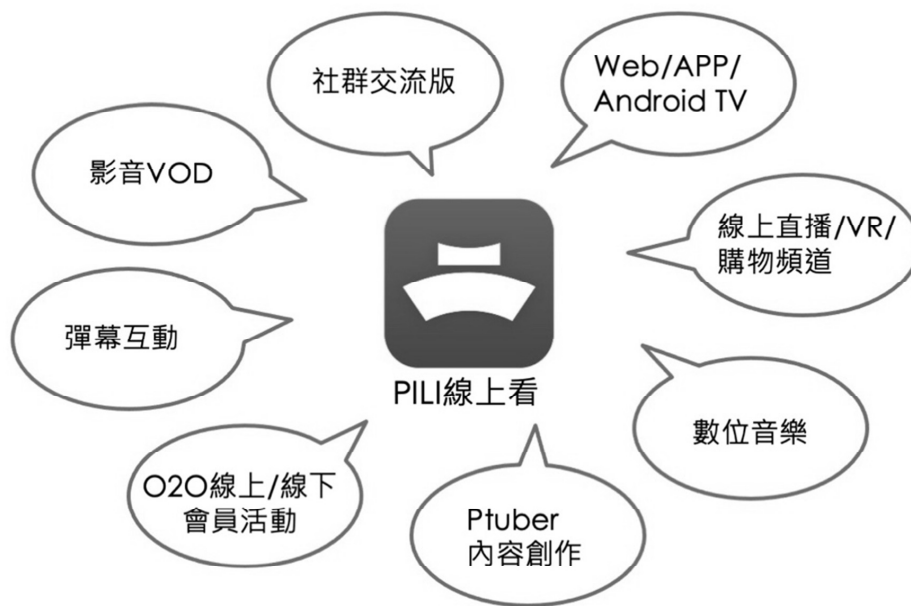 社群交流版
Web/APP/
Android TV
影音VOD
線上直播/VR/
購物頻道
彈幕互動
PILI線上看
數位音樂
O2O線上/線下
會員活動
Ptuber
內容創作